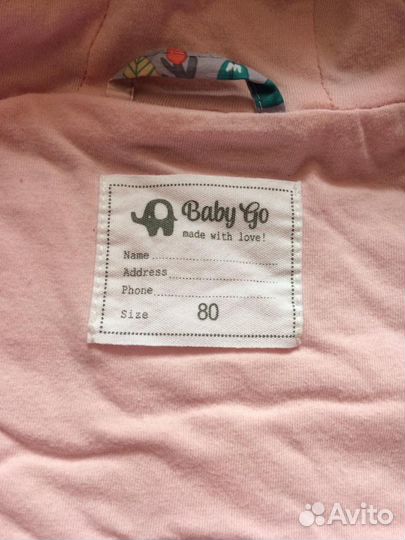 Baby Go
made with love!
Name
Address
Phone
Size 80
Avito